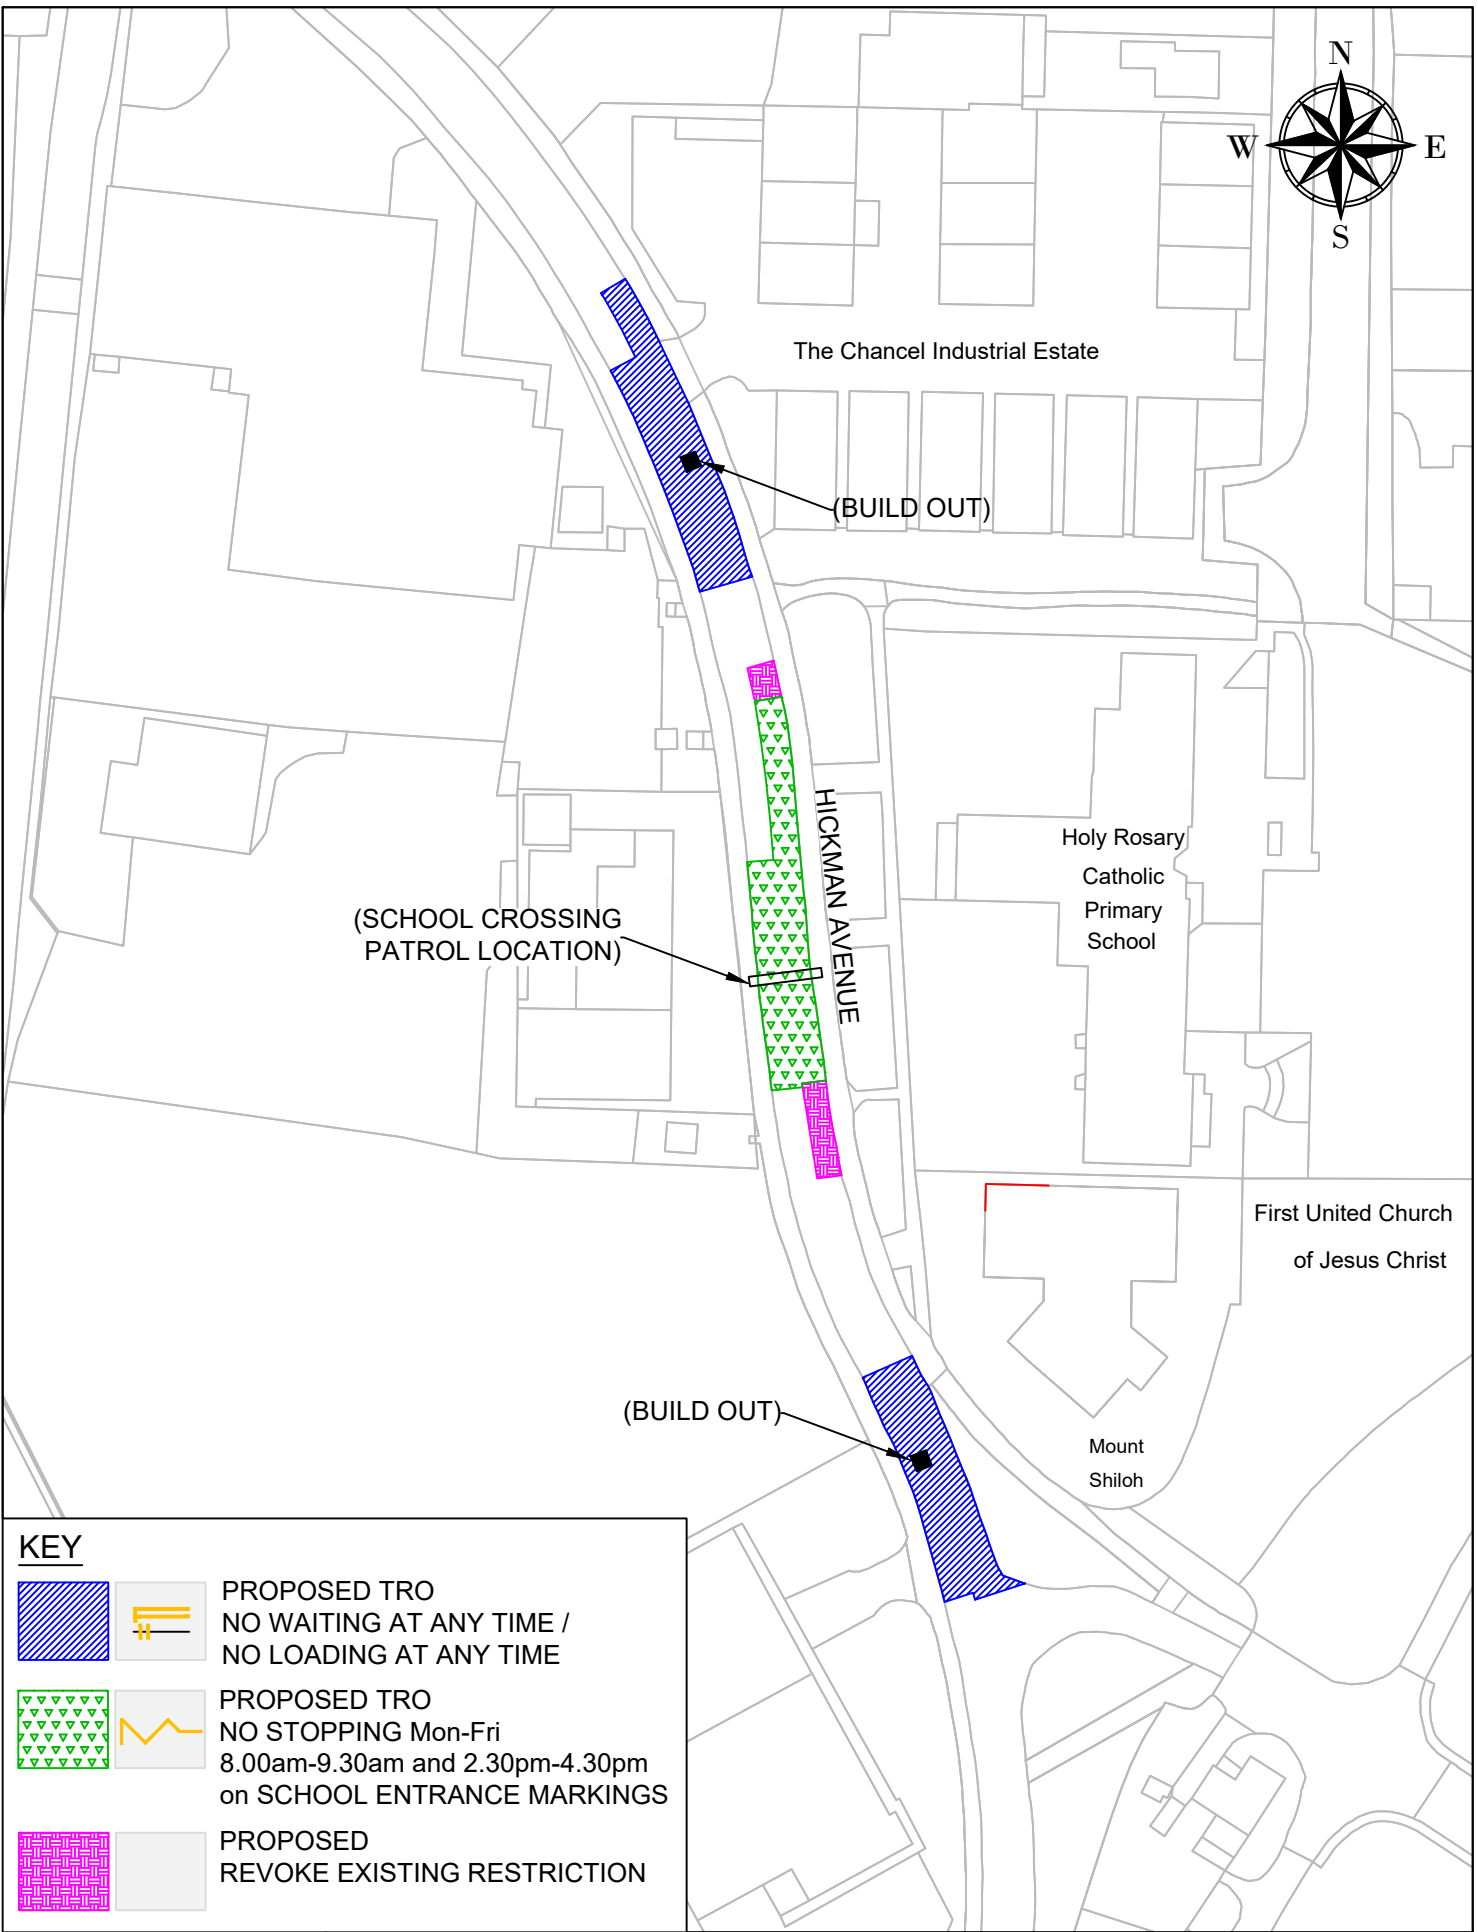 N
W
E
S
The Chancel Industrial Estate
(BUILD OUT)
HICKMAN AVENUE
Holy Rosary
Catholic
Primary
School
(SCHOOL CROSSING
PATROL LOCATION)
First United Church
of Jesus Christ
(BUILD OUT)
Mount
Shiloh
KEY
PROPOSED TRO
NO WAITING AT ANY TIME /
NO LOADING AT ANY TIME
PROPOSED TRO
NO STOPPING Mon-Fri
8.00am-9.30am and 2.30pm-4.30pm
on SCHOOL ENTRANCE MARKINGS
PROPOSED
REVOKE EXISTING RESTRICTION